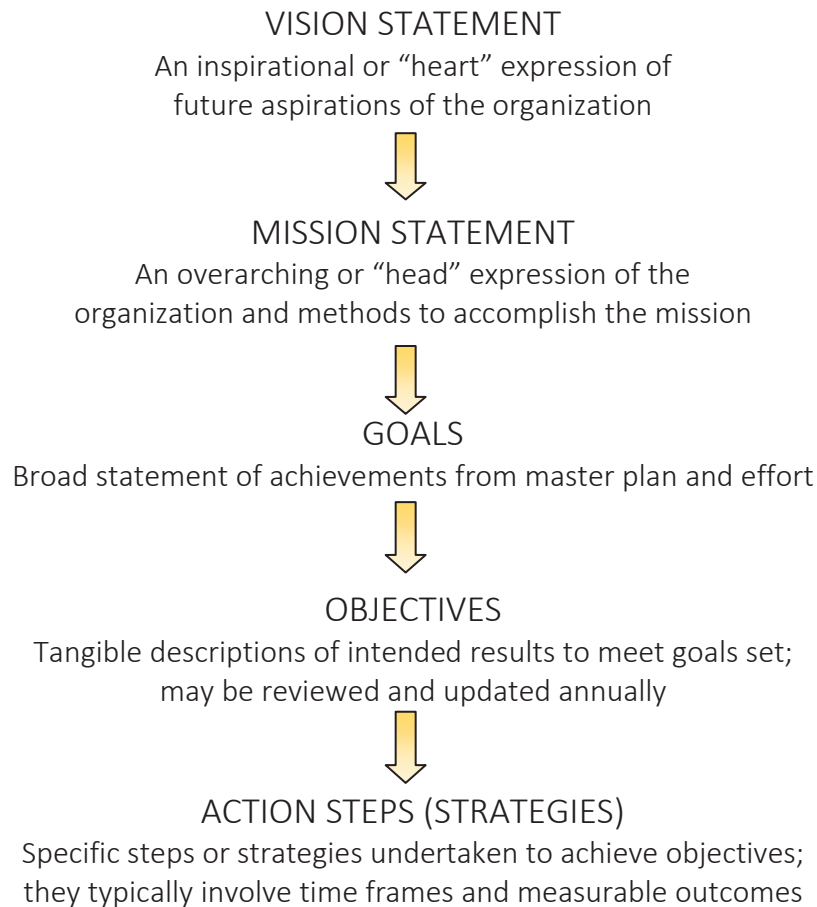 VISION STATEMENT
An inspirational or “heart” expression of
future aspirations of the organization
MISSION STATEMENT
An overarching or “head” expression of the
organization and methods to accomplish the mission
GOALS
Broad statement of achievements from master plan and effort
OBJECTIVES
Tangible descriptions of intended results to meet goals set;
may be reviewed and updated annually
ACTION STEPS (STRATEGIES)
Specific steps or strategies undertaken to achieve objectives;
they typically involve time frames and measurable outcomes